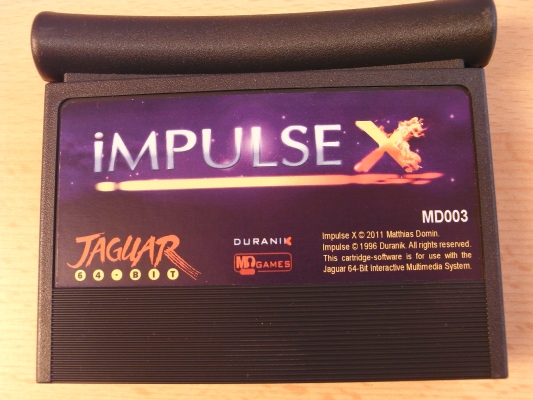 iMPULSE X
MD003
JAGUAR
64-BIT
DURANIK
MD GAMES
Impulse X © 2011 Matthias Domin.
Impulse © 1996 Duranik. All rights reserved.
This cartridge-software is for use with the
Jaguar 64-Bit Interactive Multimedia System.